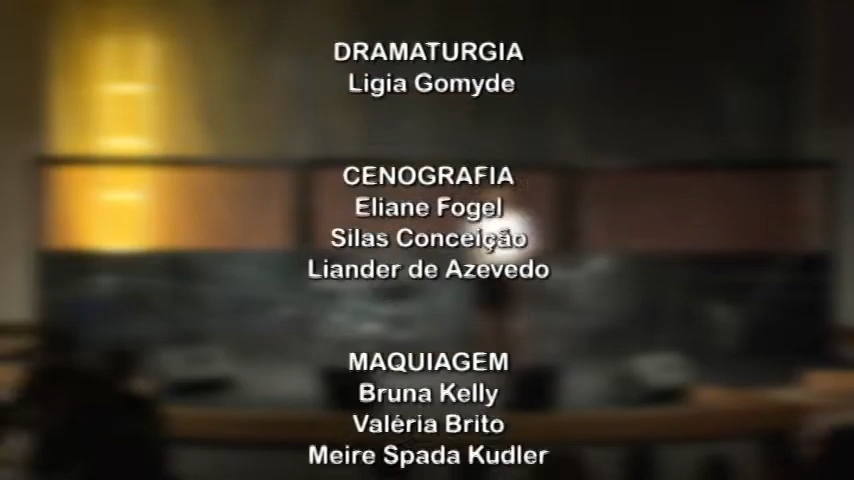 DRAMATURGIA
Ligia Gomyde
CENOGRAFIA
Eliane Fogel
Silas Conceição
Liander de Azevedo
MAQUIAGEM
Bruna Kelly
Valéria Brito
Meire Spada Kudler